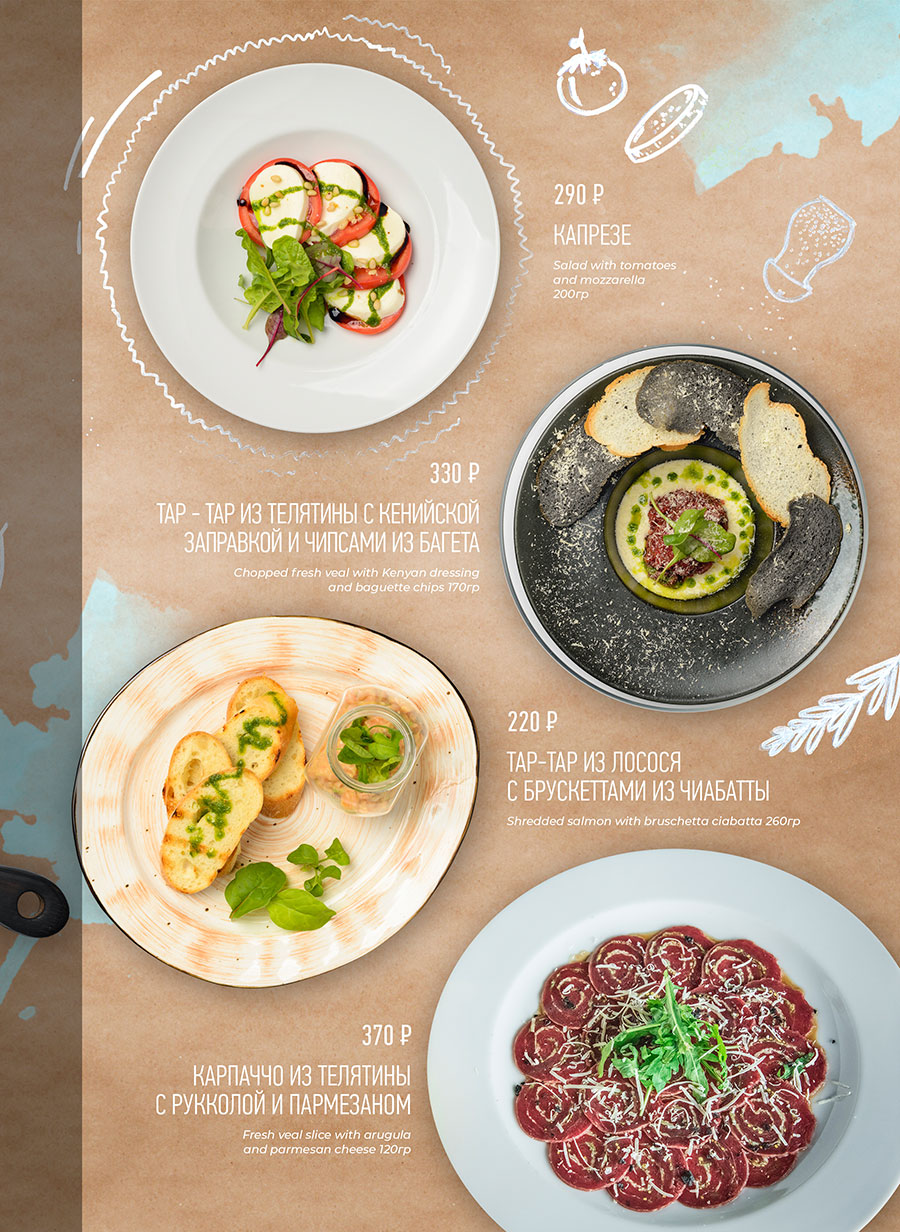 290 ₽
КАПРЕЗЕ
Salad with tomatoes
and mozzarella
200гр
330 ₽
ТАР - ТАР ИЗ ТЕЛЯТИНЫ С КЕНИЙСКОЙ
ЗАПРАВКОЙ И ЧИПСАМИ ИЗ БАГЕТА
Chopped fresh veal with Kenyan dressing
and baguette chips 170гр
220 ₽
ТАР-ТАР ИЗ ЛОСОСЯ
С БРУСКЕТТАМИ ИЗ ЧИАБАТТЫ
Shredded salmon with bruschetta ciabatta 260гр
370 ₽
КАРПАЧЧО ИЗ ТЕЛЯТИНЫ
С РУККОЛОЙ И ПАРМЕЗАНОМ
Fresh veal slice with arugula
and parmesan cheese 120гр